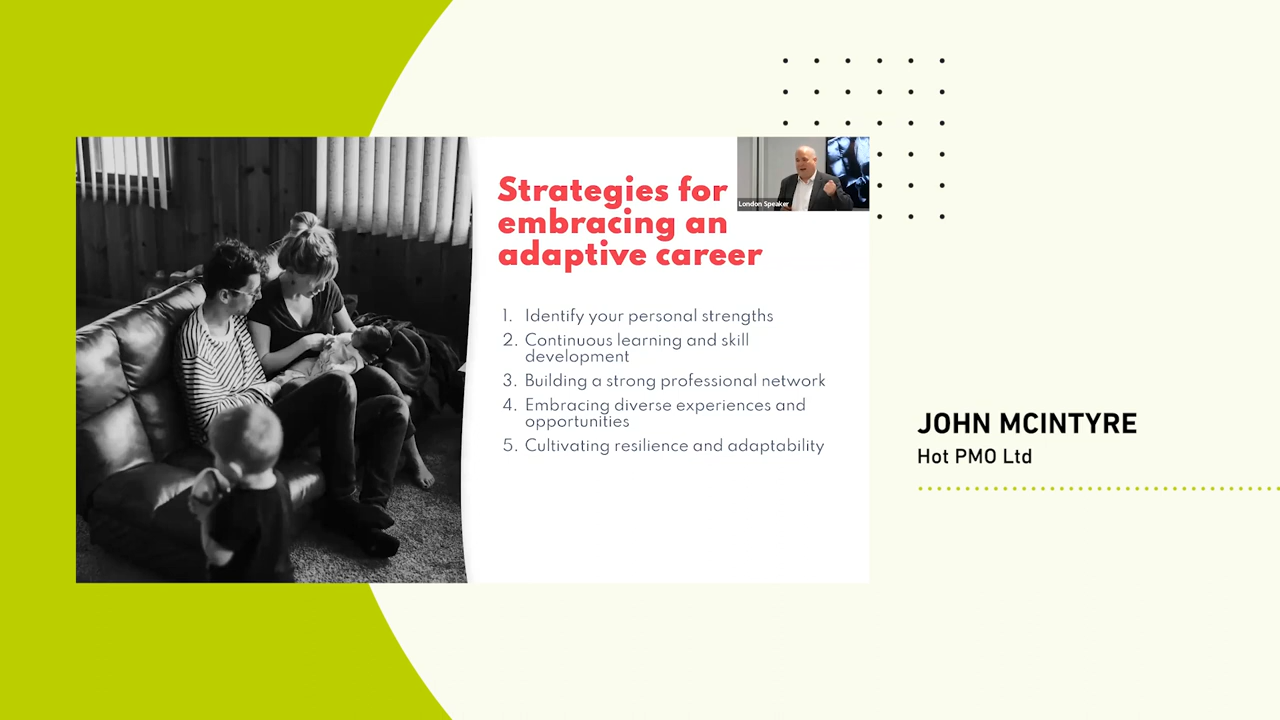 Strategies for
embracing an
adaptive career
London Speaker
1. Identify your personal strengths
2. Continuous learning and skill
development
3. Building a strong professional network
4. Embracing diverse experiences and
opportunities
5. Cultivating resilience and adaptability
JOHN MCINTYRE
Hot PMO Ltd